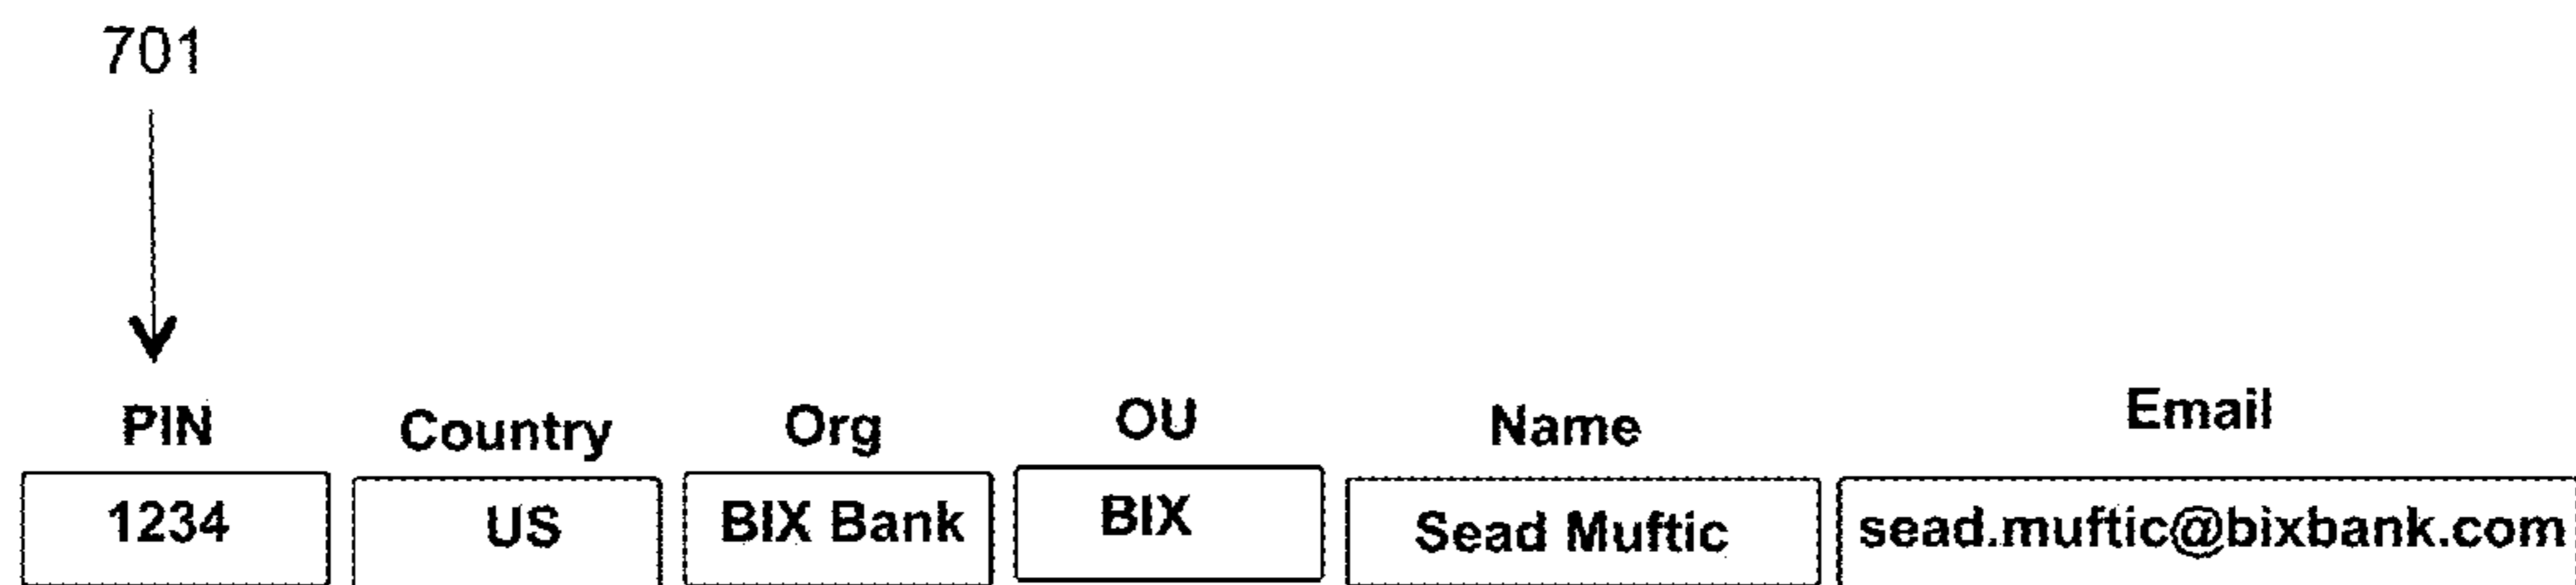 701
PIN Country Org OU Name Email
1234 US BIX Bank BIX Sead Muftic sead.muftic@bixbank.com